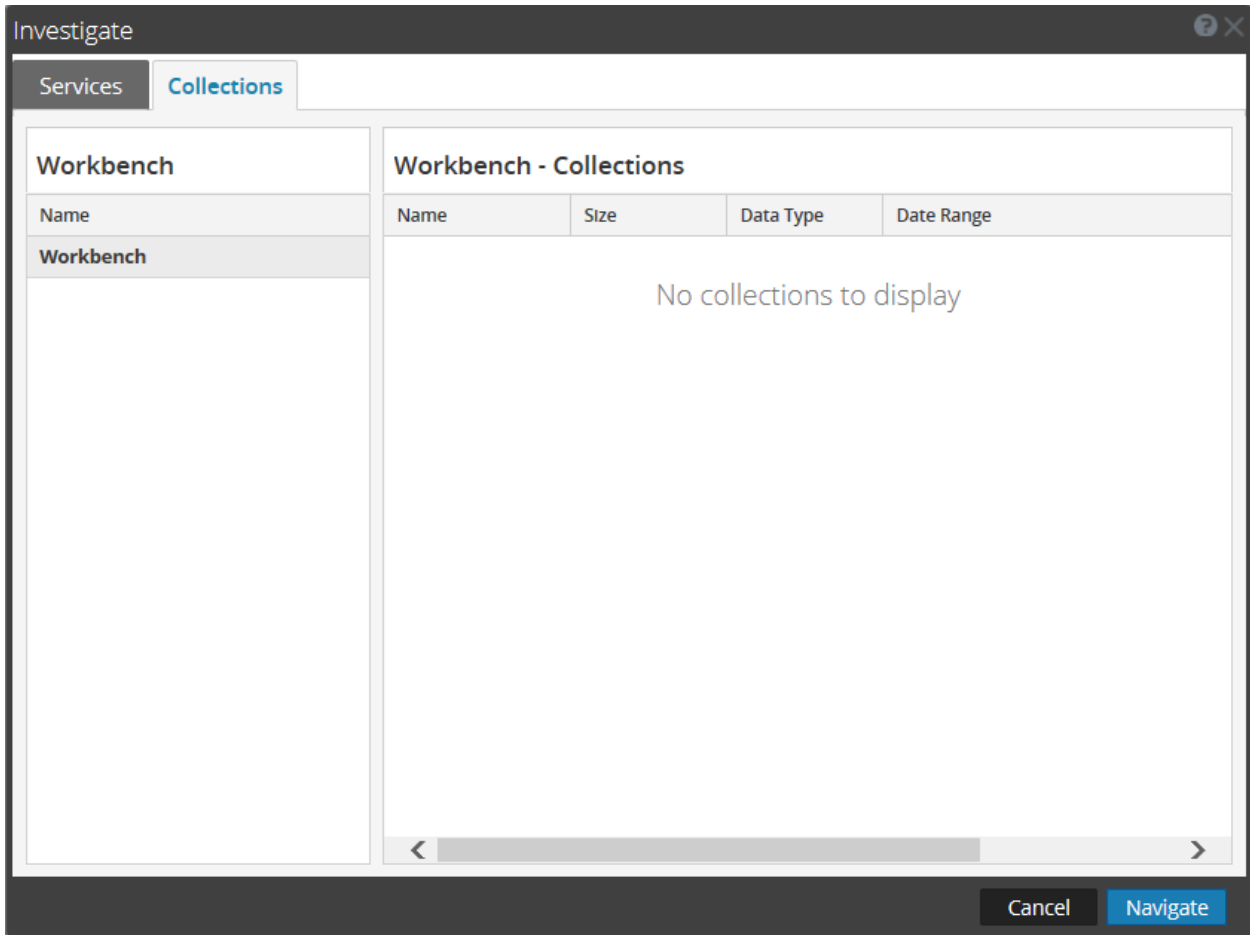 Investigate
Services Collections
Workbench
Name
Workbench
Workbench - Collections
Name Size Data Type Date Range
No collections to display
Cancel Navigate